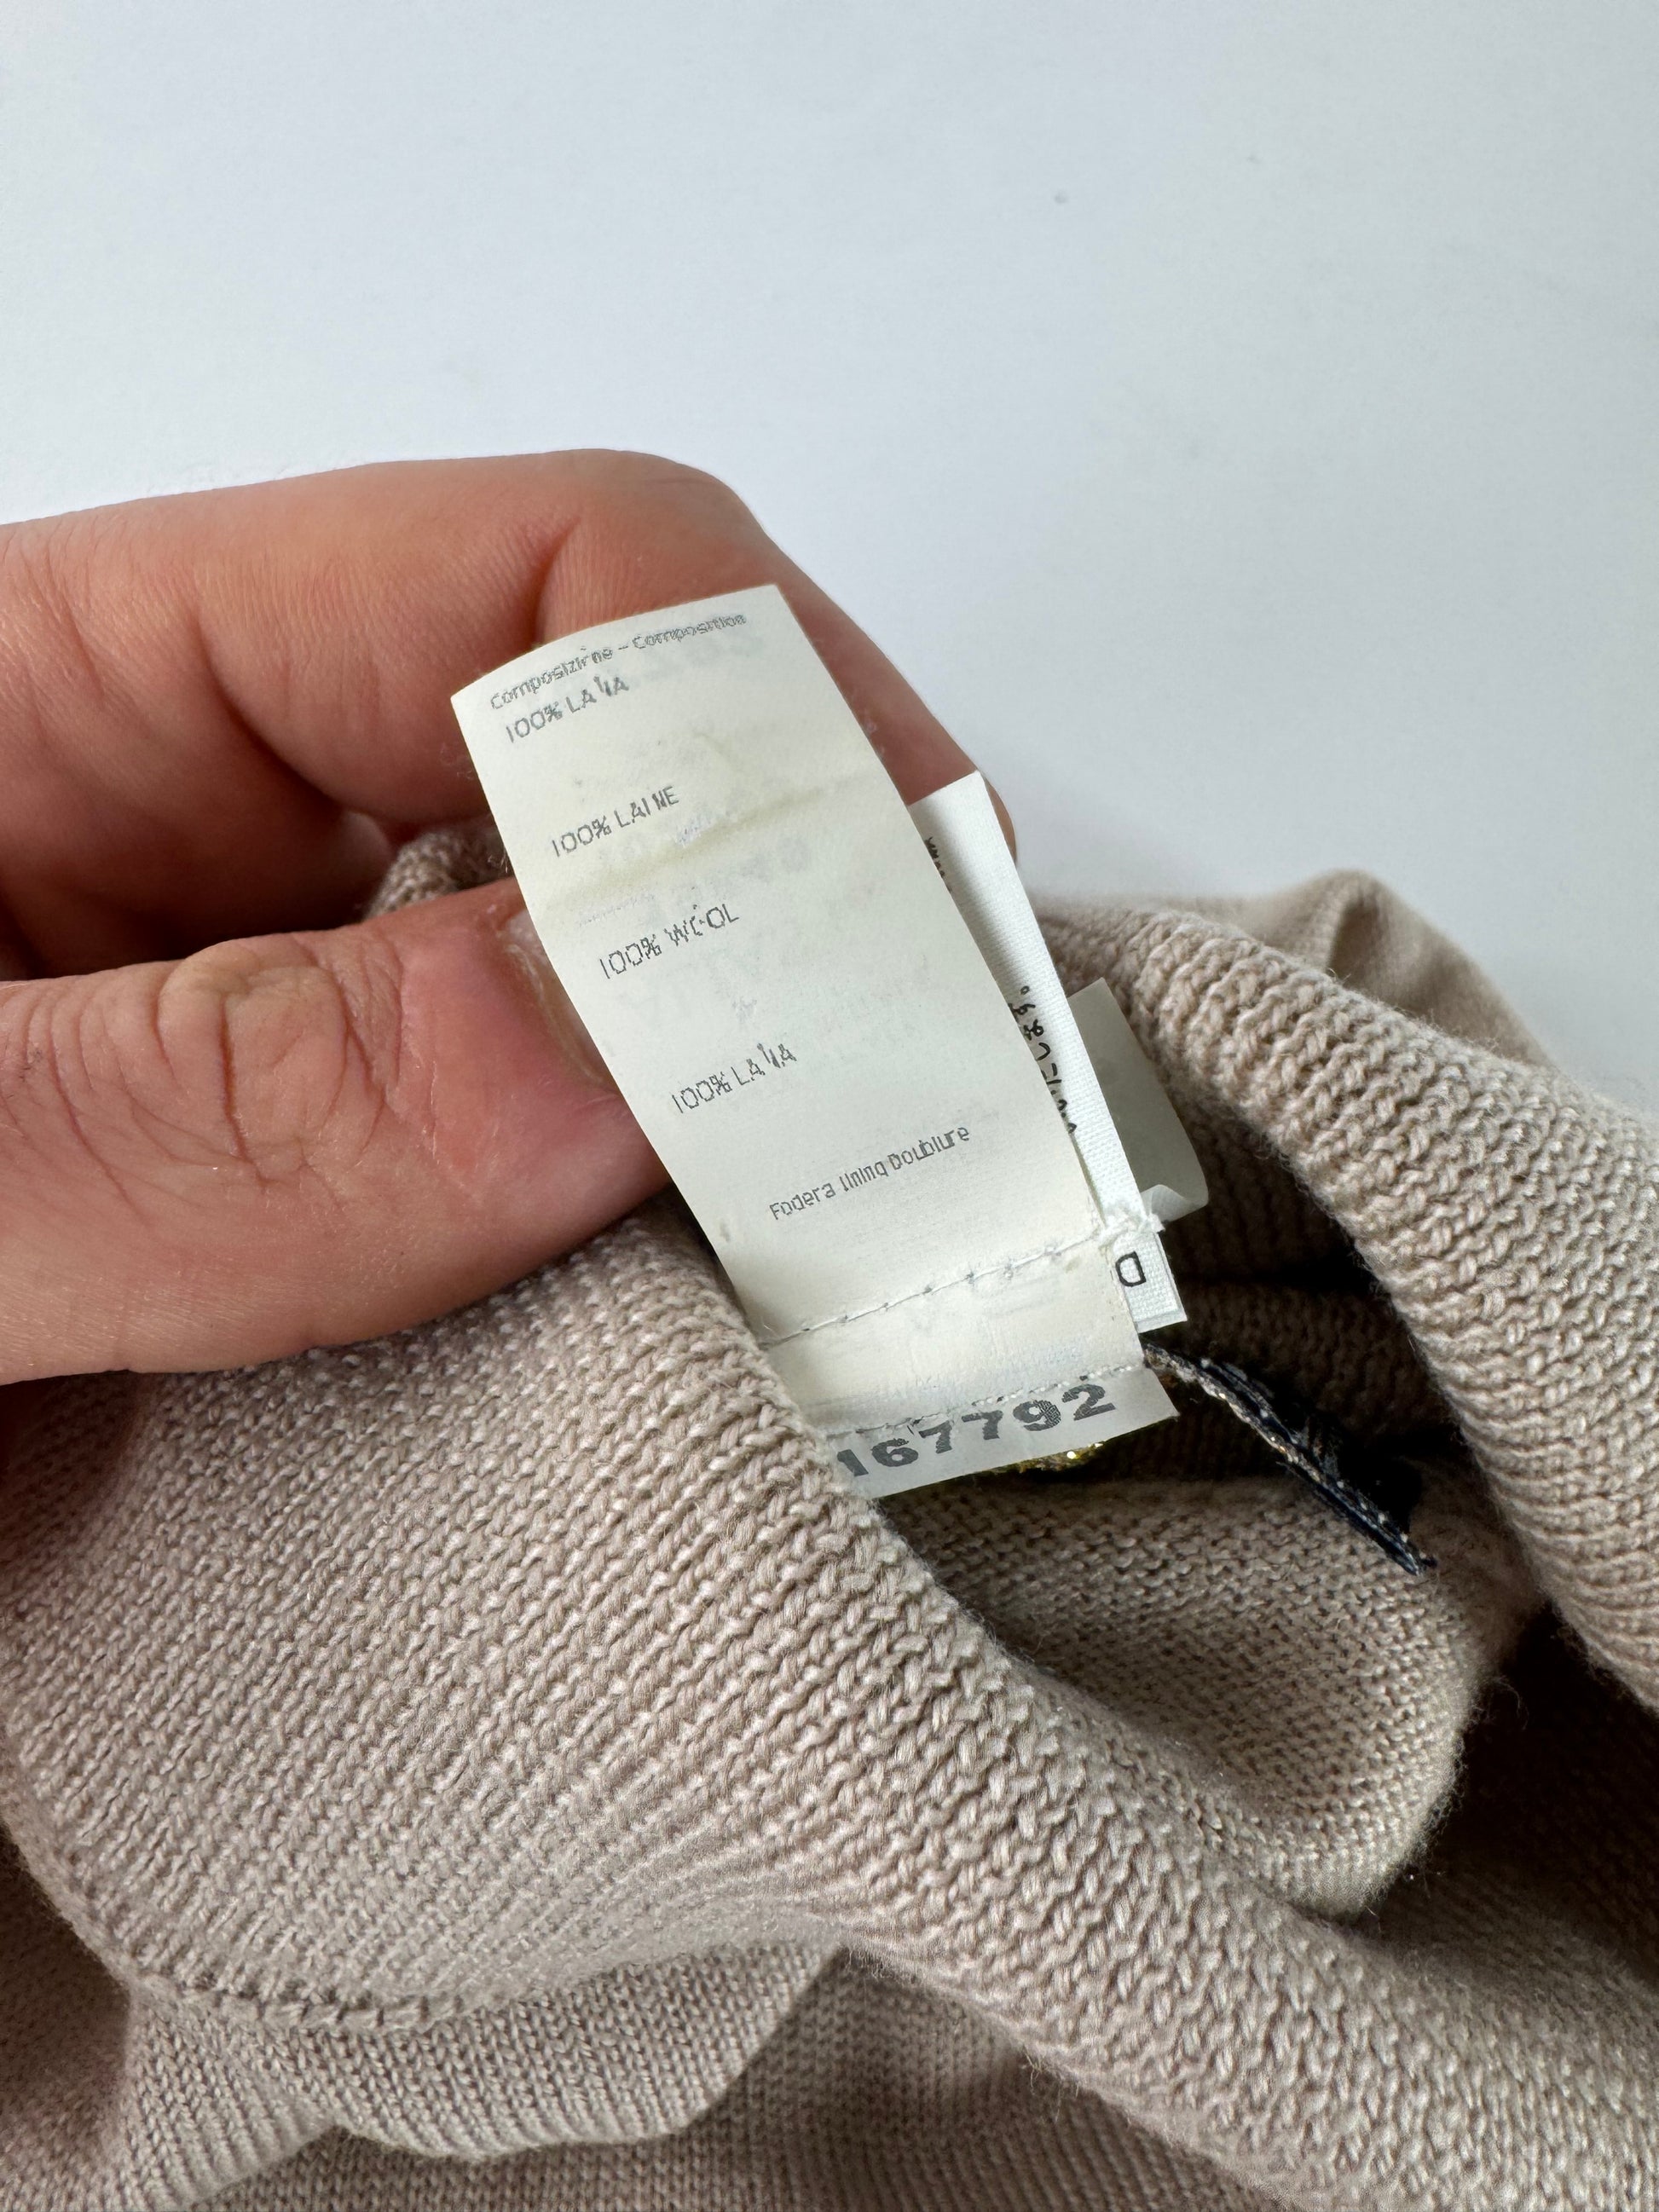 Composizione - Composition
100% LANA
100% LAINE
100% WOOL
100% LANA
Fodera lining Doublure
D
167792